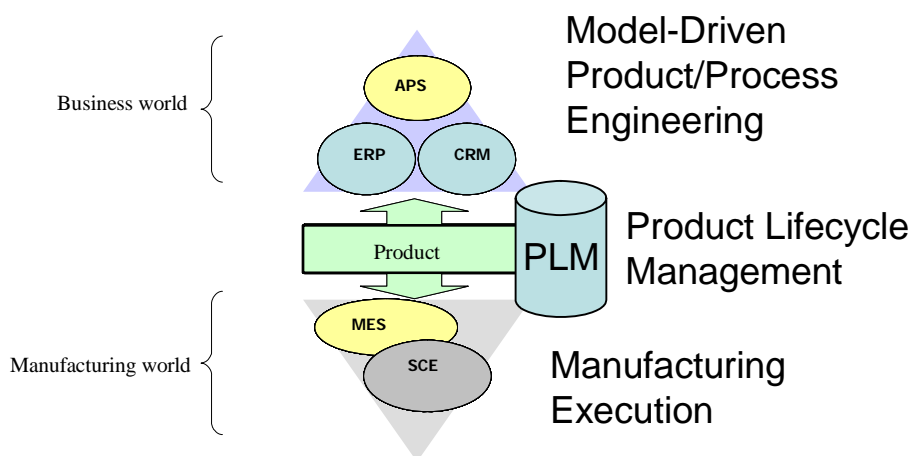 Model-Driven
Product/Process
Engineering
APS
Business world
ERP
CRM
Product
PLM
Product Lifecycle
Management
MES
Manufacturing world
SCE
Manufacturing
Execution